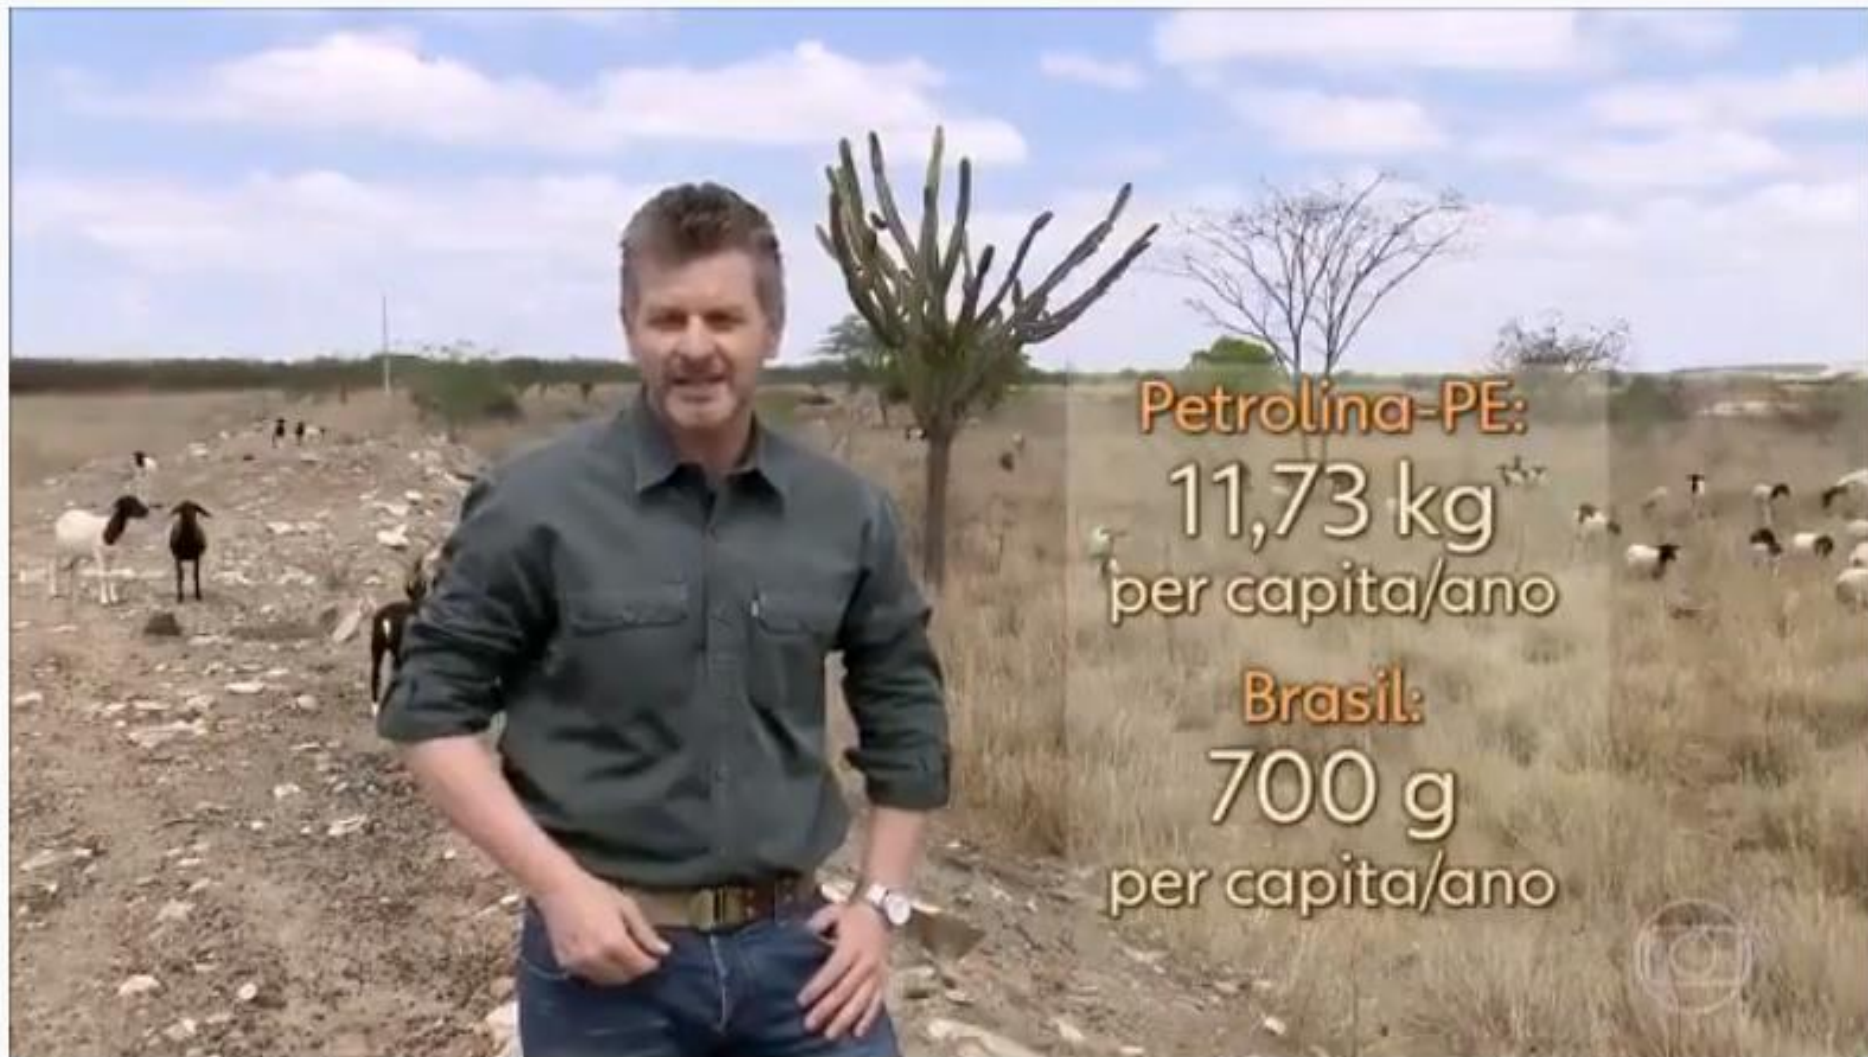 Petrolina-PE:
11,73 kg
per capita/ano
Brasil:
700 g
per capita/ano